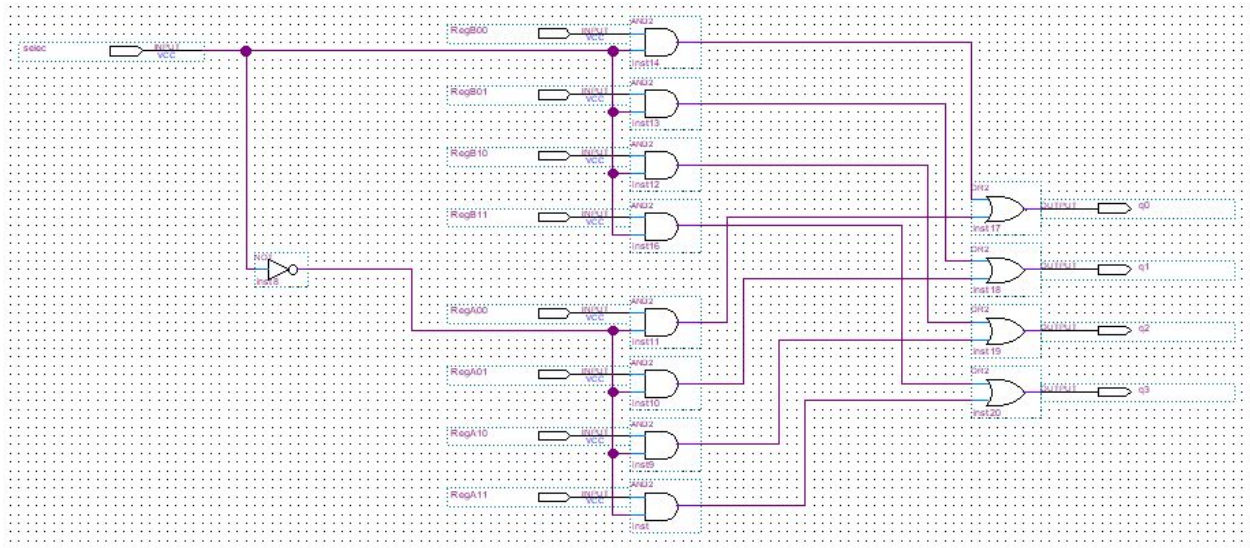 RegB00
INPUT
VCC
AND2
inst14
selec
INPUT
VCC
RegB01
INPUT
VCC
AND2
inst13
RegB10
INPUT
VCC
AND2
inst12
RegB11
INPUT
VCC
AND2
inst16
OR2
inst17
OUTPUT
q0
NOT
inst8
OR2
inst18
OUTPUT
q1
RegA00
INPUT
VCC
AND2
inst11
OR2
inst19
OUTPUT
q2
RegA01
INPUT
VCC
AND2
inst10
OR2
inst20
OUTPUT
q3
RegA10
INPUT
VCC
AND2
inst9
RegA11
INPUT
VCC
AND2
inst